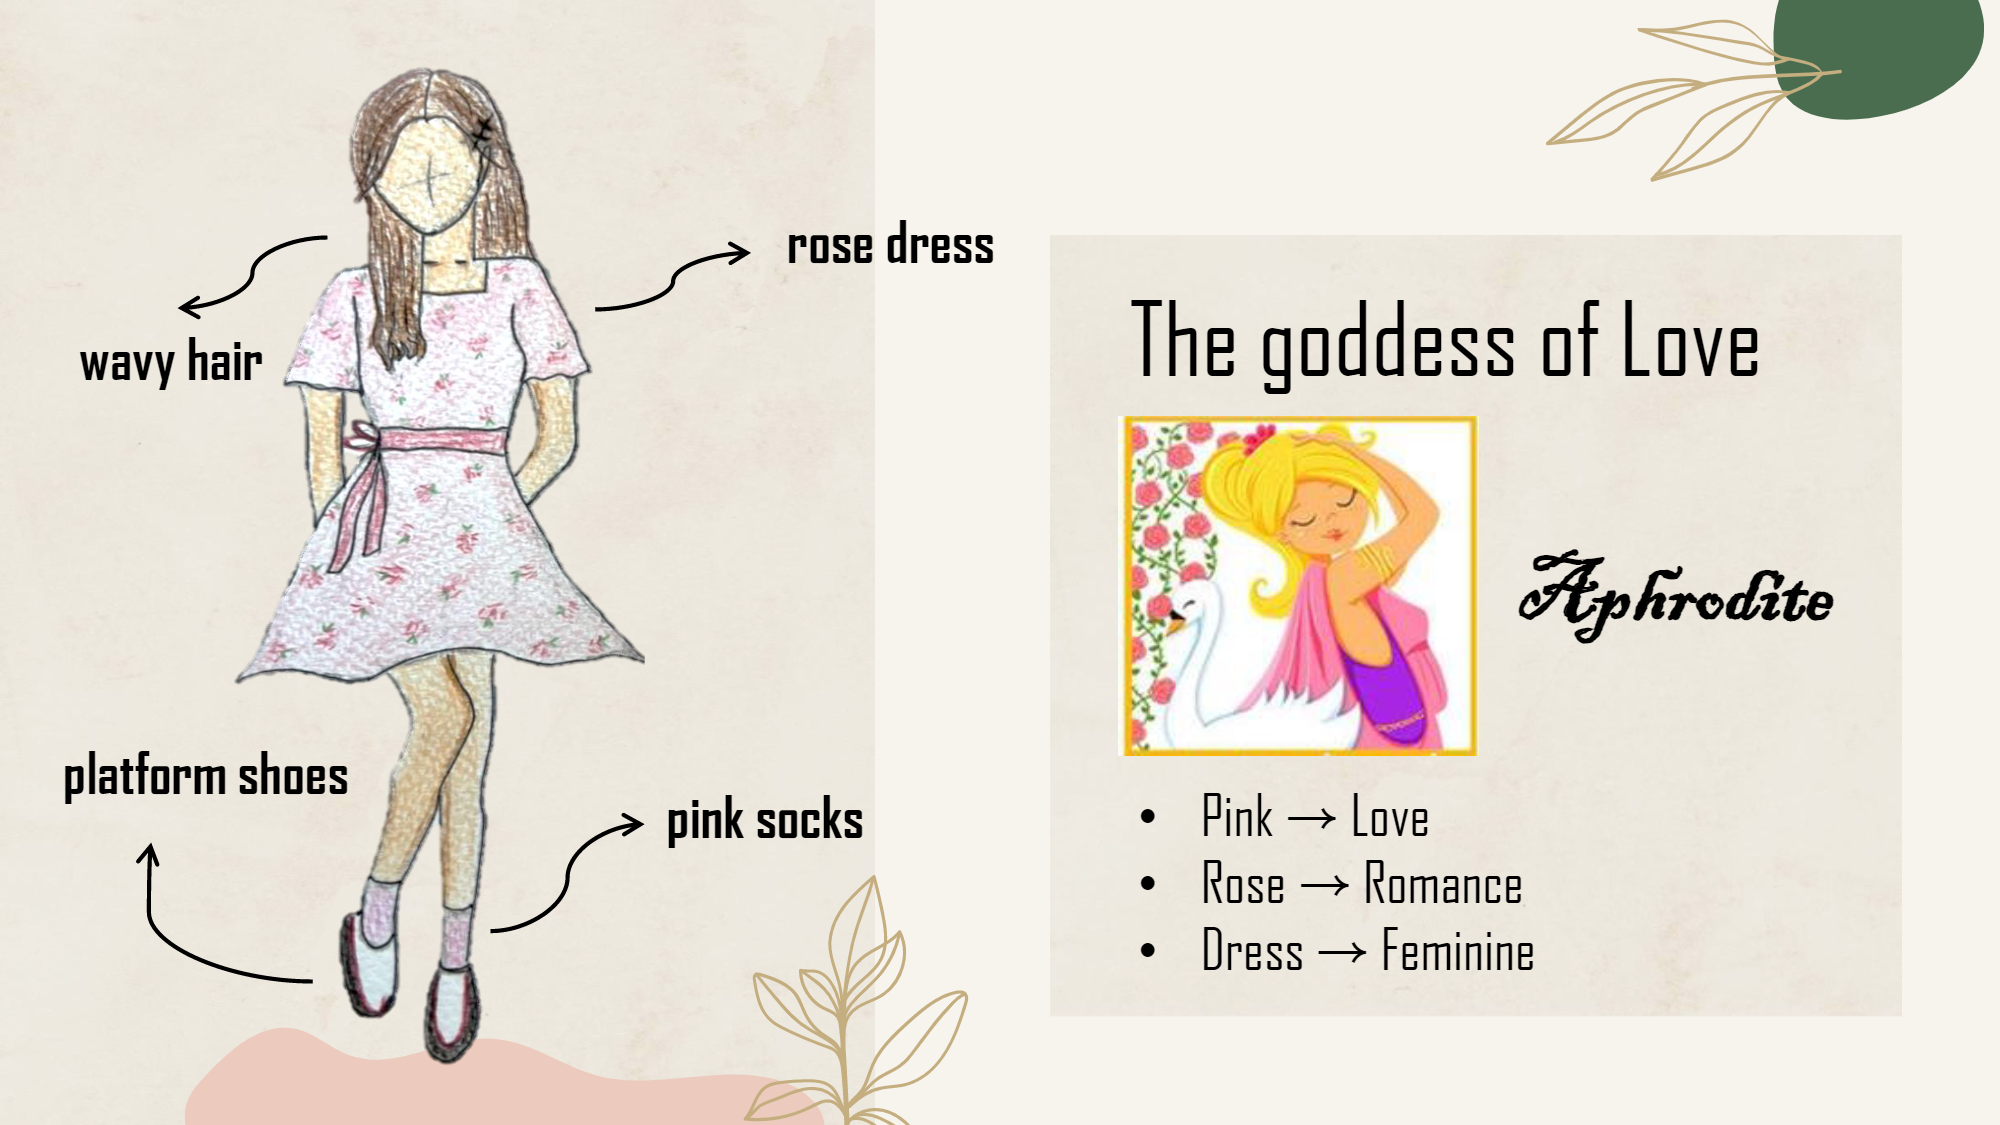 wavy hair
rose dress
platform shoes
pink socks
The goddess of Love
Aphrodite
• Pink → Love
• Rose → Romance
• Dress → Feminine